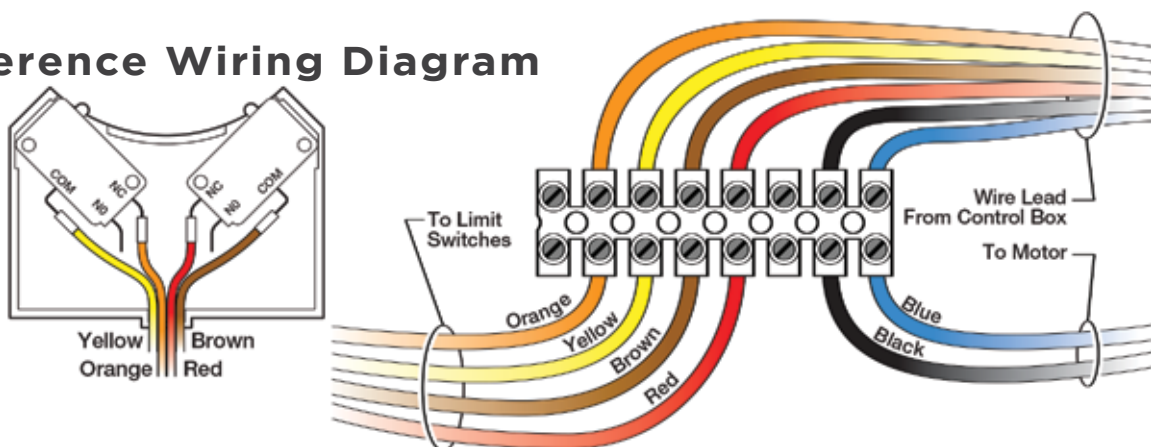 erence Wiring Diagram
COM
NC
NO
NC
NO
COM
Yellow
Brown
Orange
Red
To Limit
Switches
Orange
Yellow
Brown
Red
Wire Lead
From Control Box
To Motor
Blue
Black